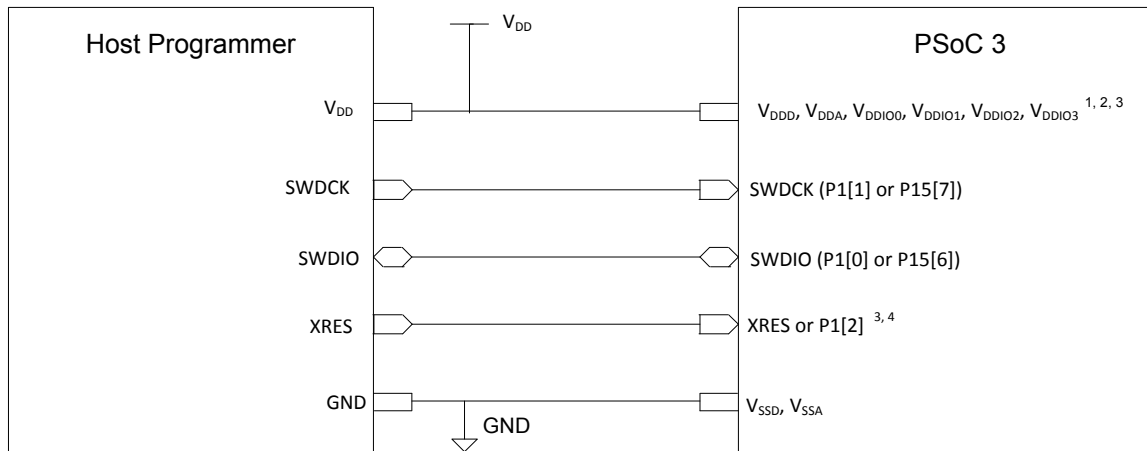 V_DD
Host Programmer PSoC 3
V_DD V_DDD, V_DDA, V_DDIO0, V_DDIO1, V_DDIO2, V_DDIO3 1, 2, 3
SWDCK SWDCK (P1[1] or P15[7])
SWDIO SWDIO (P1[0] or P15[6])
XRES XRES or P1[2] 3, 4
GND V_SSD, V_SSA
GND